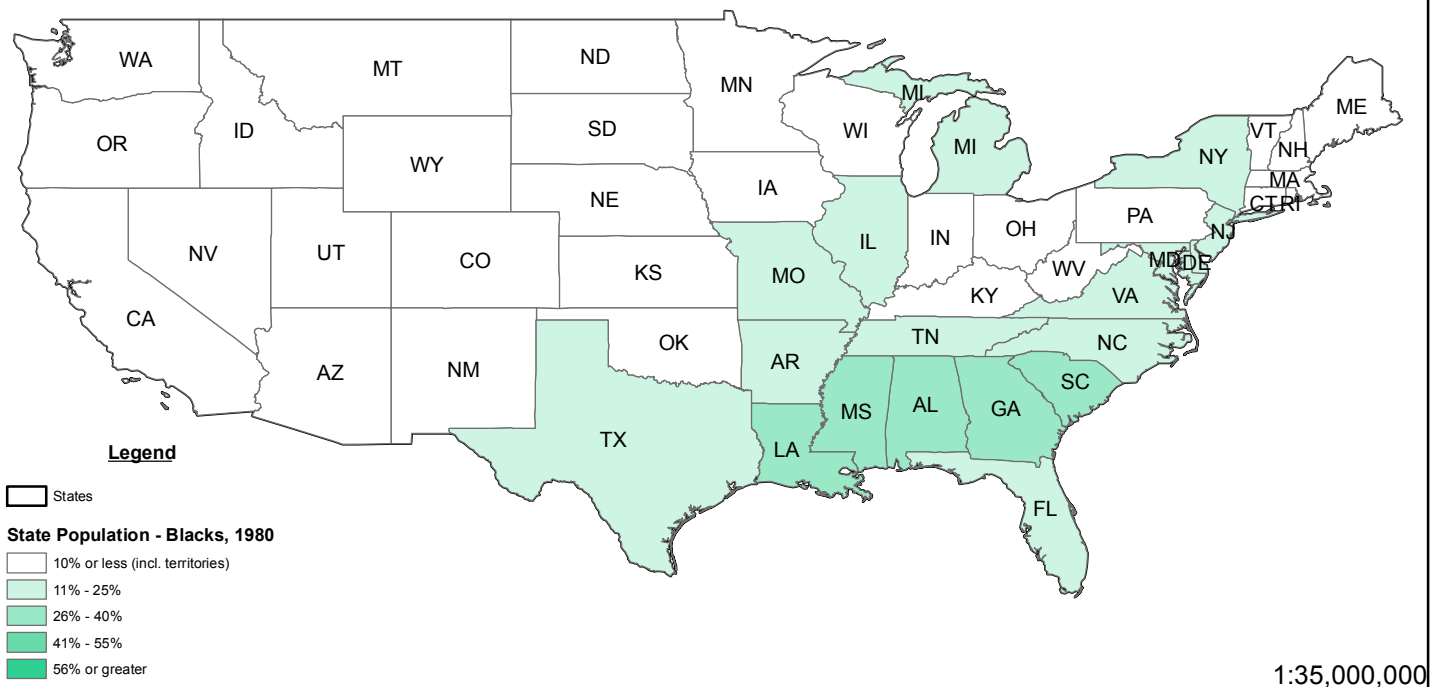 WA
MT
ND
MN
ME
OR
ID
SD
WI
MI
MI
VT
NH
NY
WY
MA
IA
NE
CT
RI
PA
NJ
NV
UT
CO
IL
IN
OH
KS
MO
WV
MD
DE
KY
VA
CA
AZ
NM
OK
AR
TN
NC
SC
TX
LA
MS
AL
GA
FL
Legend
States
State Population - Blacks, 1980
10% or less (incl. territories)
11% - 25%
26% - 40%
41% - 55%
56% or greater
1:35,000,000